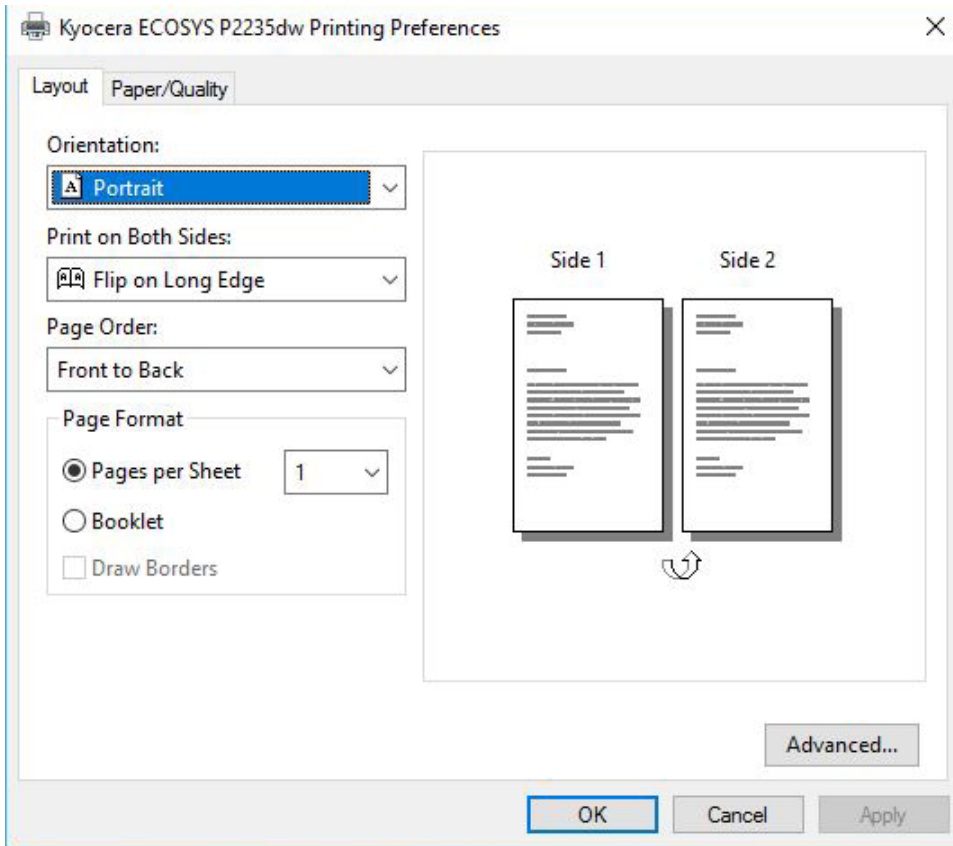 Kyocera ECOSYS P2235dw Printing Preferences
Layout Paper/Quality
Orientation:
A Portrait
Print on Both Sides:
Flip on Long Edge
Page Order:
Front to Back
Page Format
Pages per Sheet 1
Booklet
Draw Borders
Side 1 Side 2
Advanced...
OK Cancel Apply